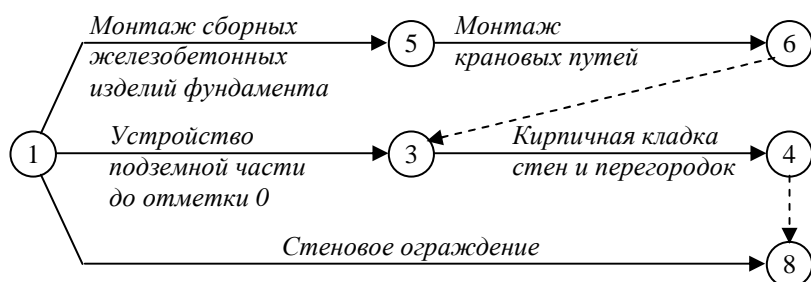 Монтаж сборных
железобетонных
изделий фундамента
5
Монтаж
крановых путей
6
1
Устройство
подземной части
до отметки 0
3
Кирпичная кладка
стен и перегородок
4
Стеновое ограждение
8